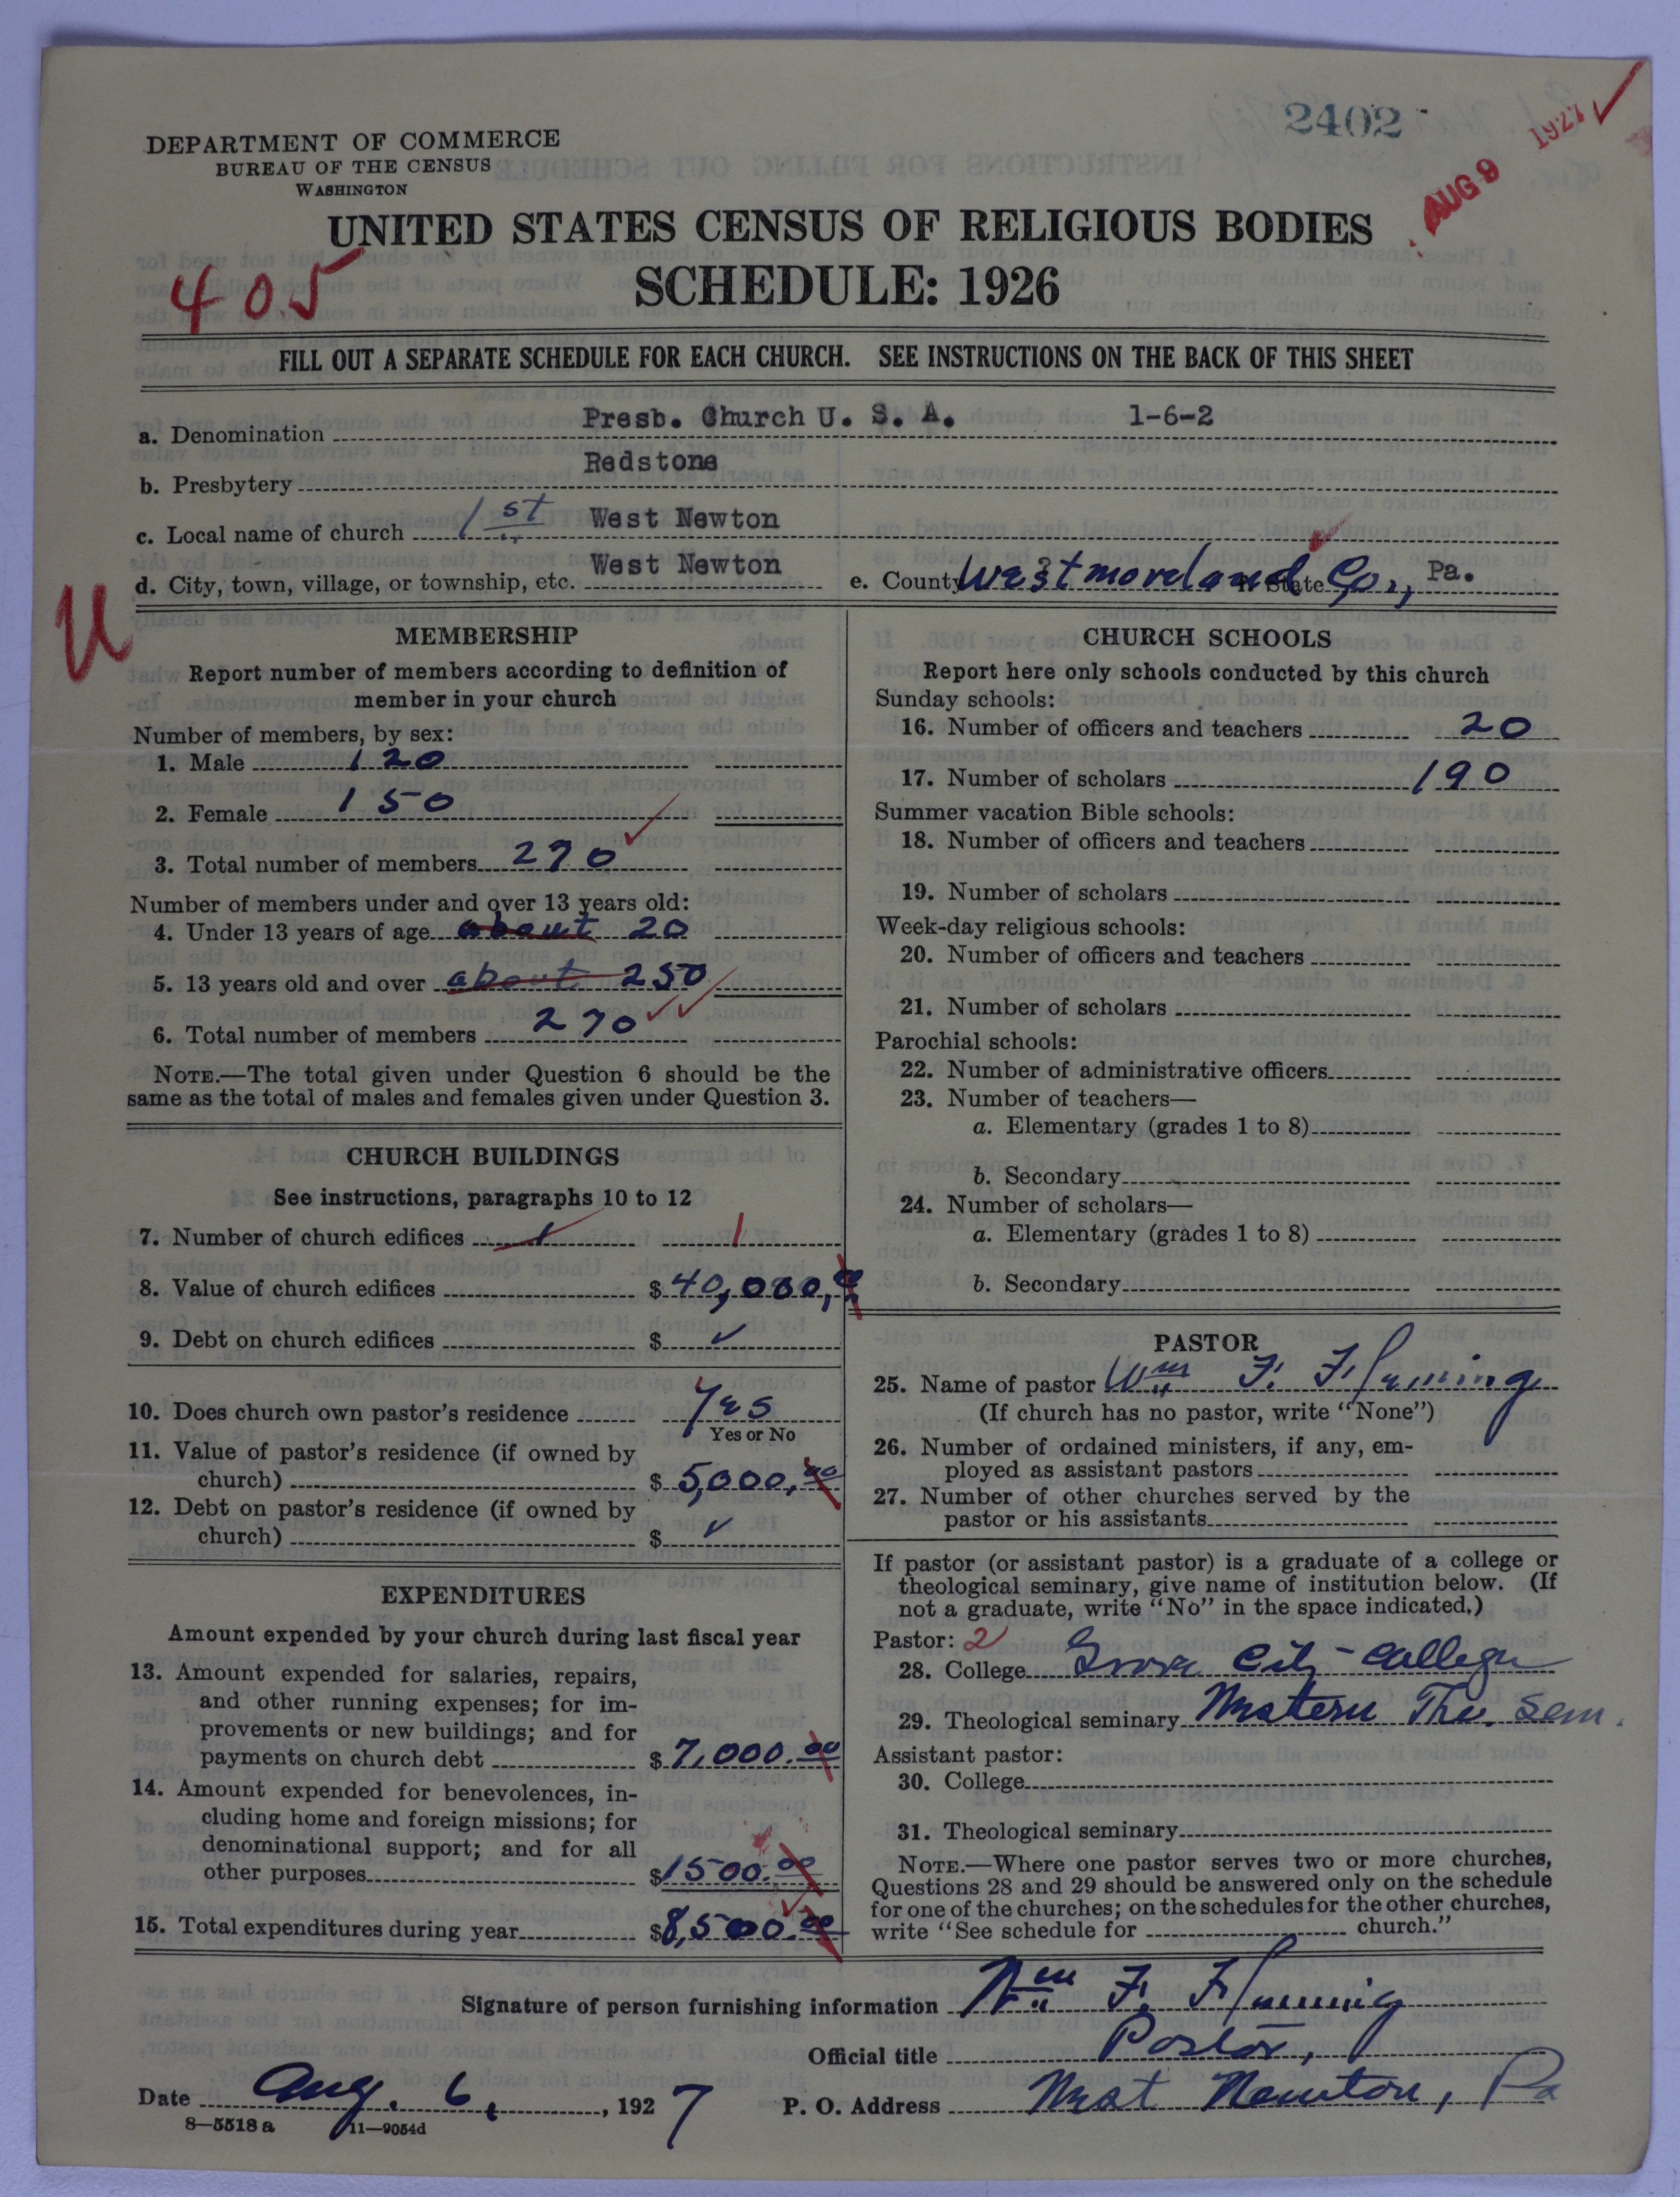 2402
AUG 9 1927
DEPARTMENT OF COMMERCE
BUREAU OF THE CENSUS
WASHINGTON
UNITED STATES CENSUS OF RELIGIOUS BODIES
SCHEDULE: 1926
405
FILL OUT A SEPARATE SCHEDULE FOR EACH CHURCH. SEE INSTRUCTIONS ON THE BACK OF THIS SHEET
a. Denomination Presb. Church U. S. A. 1-6-2
b. Presbytery Redstone
c. Local name of church 1st West Newton
d. City, town, village, or township, etc. West Newton e. County Westmoreland Co., f. State Pa.
U
MEMBERSHIP
Report number of members according to definition of
member in your church
Number of members, by sex:
1. Male 120
2. Female 150
3. Total number of members 270
Number of members under and over 13 years old:
4. Under 13 years of age about 20
5. 13 years old and over about 250
6. Total number of members 270
NOTE.—The total given under Question 6 should be the
same as the total of males and females given under Question 3.
CHURCH BUILDINGS
See instructions, paragraphs 10 to 12
7. Number of church edifices 1 1
8. Value of church edifices $ 40,000,00
9. Debt on church edifices $ ✓
10. Does church own pastor's residence Yes
Yes or No
11. Value of pastor's residence (if owned by
church) $ 5,000.00
12. Debt on pastor's residence (if owned by
church) $ ✓
EXPENDITURES
Amount expended by your church during last fiscal year
13. Amount expended for salaries, repairs,
and other running expenses; for im-
provements or new buildings; and for
payments on church debt $ 7,000.00
14. Amount expended for benevolences, in-
cluding home and foreign missions; for
denominational support; and for all
other purposes $ 1500.00
15. Total expenditures during year $ 8,500.00
CHURCH SCHOOLS
Report here only schools conducted by this church
Sunday schools:
16. Number of officers and teachers 20
17. Number of scholars 190
Summer vacation Bible schools:
18. Number of officers and teachers
19. Number of scholars
Week-day religious schools:
20. Number of officers and teachers
21. Number of scholars
Parochial schools:
22. Number of administrative officers
23. Number of teachers—
a. Elementary (grades 1 to 8)
b. Secondary
24. Number of scholars—
a. Elementary (grades 1 to 8)
b. Secondary
PASTOR
25. Name of pastor Wm F. Fleming
(If church has no pastor, write "None")
26. Number of ordained ministers, if any, em-
ployed as assistant pastors
27. Number of other churches served by the
pastor or his assistants
If pastor (or assistant pastor) is a graduate of a college or
theological seminary, give name of institution below. (If
not a graduate, write "No" in the space indicated.)
Pastor: 2
28. College Grove City College
29. Theological seminary Western The. Sem.
Assistant pastor:
30. College
31. Theological seminary
NOTE.—Where one pastor serves two or more churches,
Questions 28 and 29 should be answered only on the schedule
for one of the churches; on the schedules for the other churches,
write "See schedule for church."
Signature of person furnishing information Wm F. Fleming
Official title Pastor,
Date Aug. 6, 1927 P. O. Address West Newton, Pa
8—5518 a 11—9054d